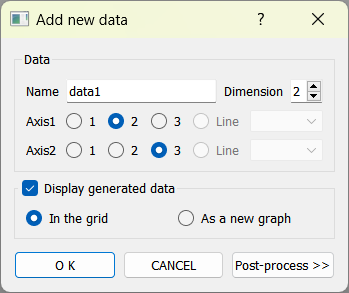 Add new data ?
Data
Name data1 Dimension 2
Axis1 1 2 3 Line
Axis2 1 2 3 Line
Display generated data
In the grid As a new graph
O K CANCEL Post-process >>